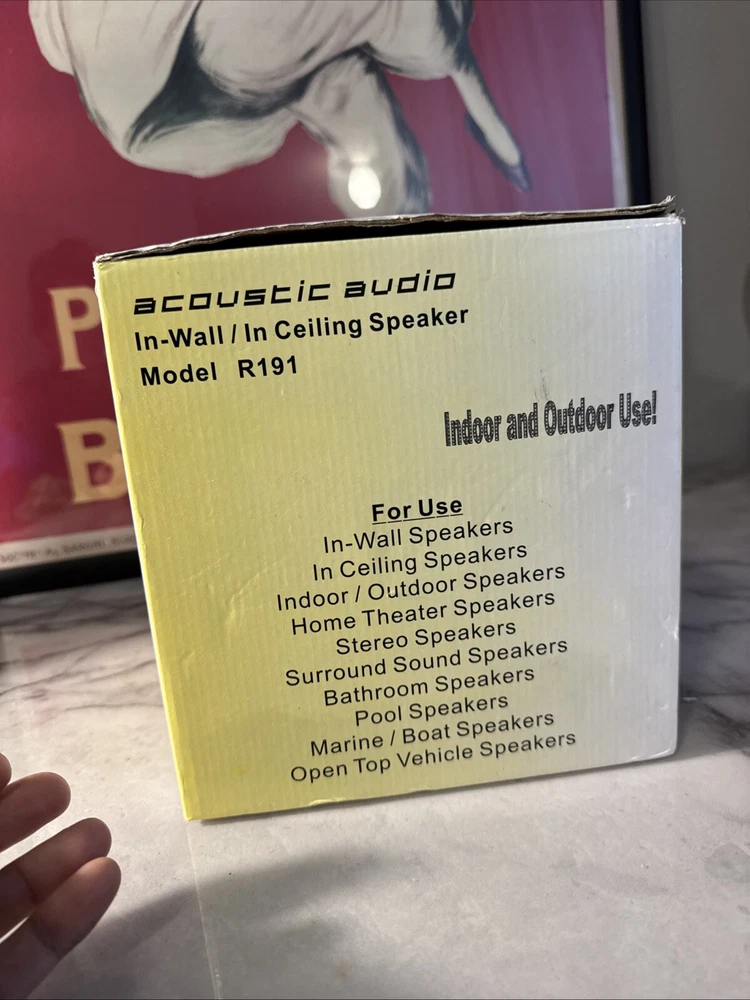 P
B
acoustic audio
In-Wall / In Ceiling Speaker
Model R191
Indoor and Outdoor Use!
For Use
In-Wall Speakers
In Ceiling Speakers
Indoor / Outdoor Speakers
Home Theater Speakers
Stereo Speakers
Surround Sound Speakers
Bathroom Speakers
Pool Speakers
Marine / Boat Speakers
Open Top Vehicle Speakers